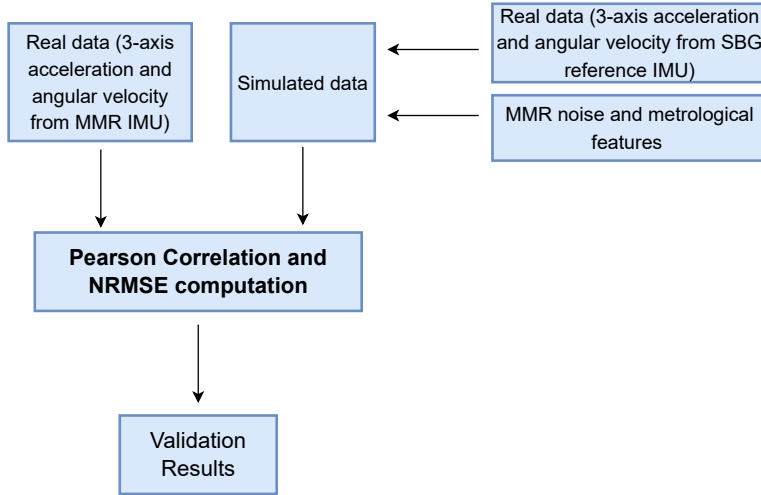 Real data (3-axis
acceleration and
angular velocity
from MMR IMU)
Simulated data
Real data (3-axis acceleration
and angular velocity from SBG
reference IMU)
MMR noise and metrological
features
Pearson Correlation and
NRMSE computation
Validation
Results